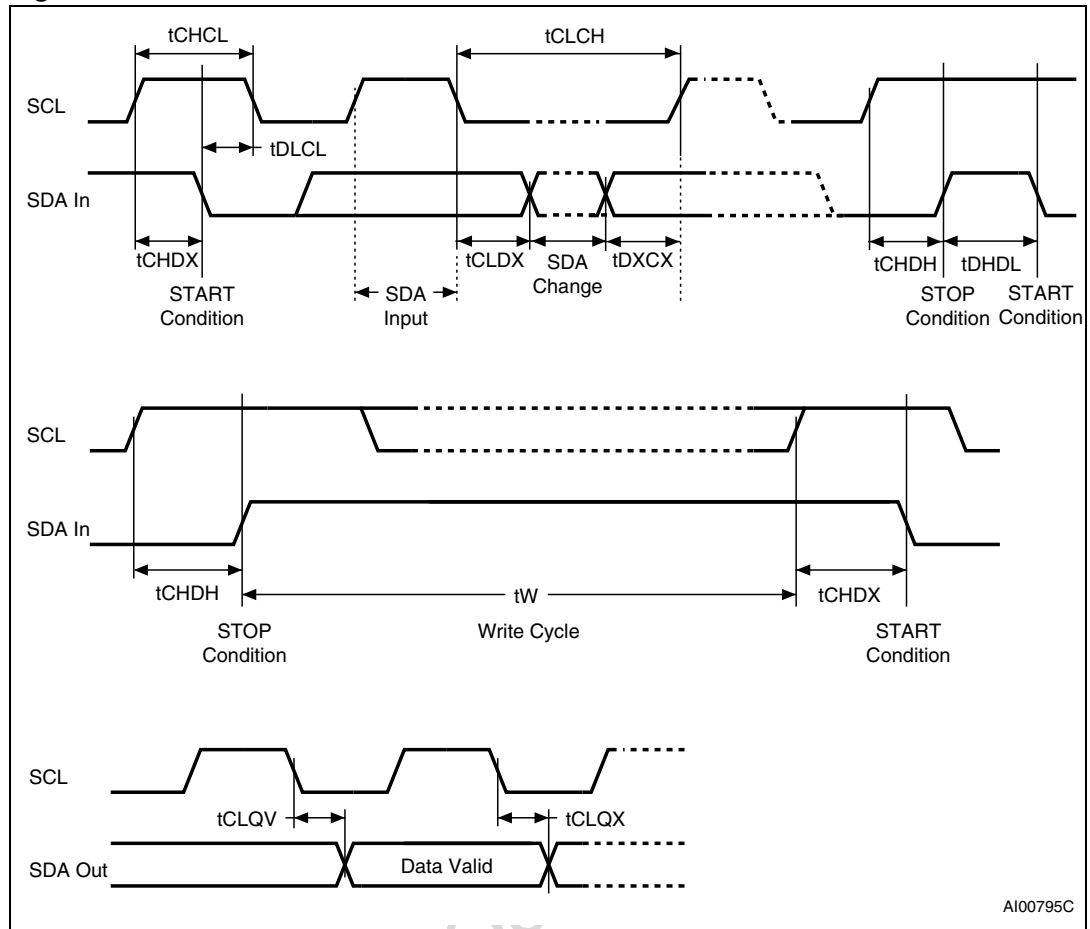 tCHCL
tCLCH
SCL
tDLCL
SDA In
tCHDX
tCLDX
SDA
Change
tDXCX
tCHDH
tDHDL
START
Condition
SDA
Input
STOP
Condition
START
Condition
SCL
SDA In
tCHDH
tW
tCHDX
STOP
Condition
Write Cycle
START
Condition
SCL
tCLQV
tCLQX
SDA Out
Data Valid
AI00795C